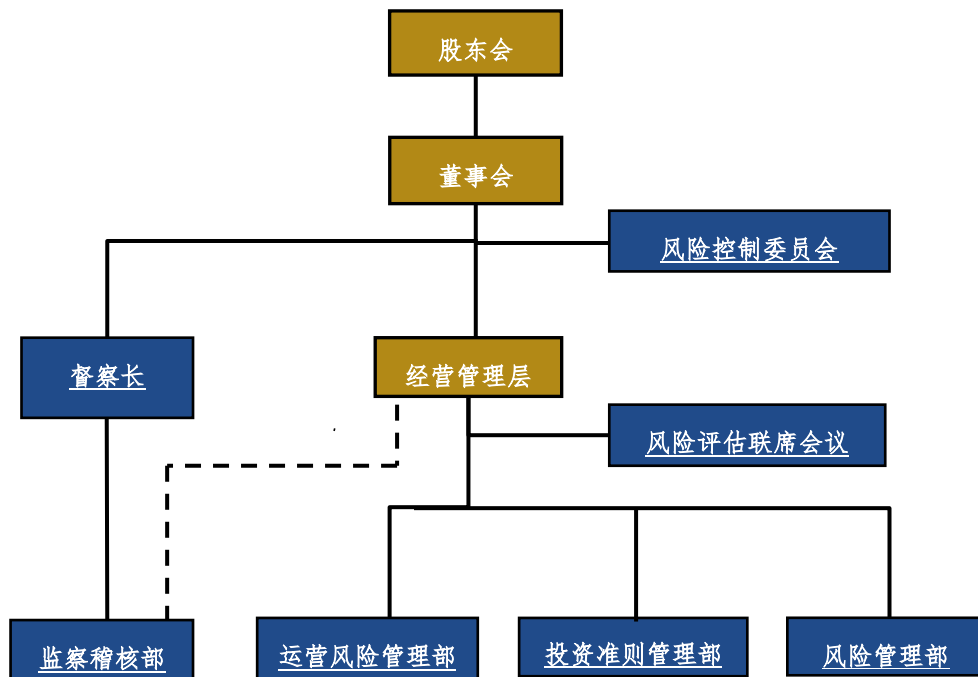 股东会
董事会
风险控制委员会
督察长
经营管理层
风险评估联席会议
监察稽核部
运营风险管理部
投资准则管理部
风险管理部